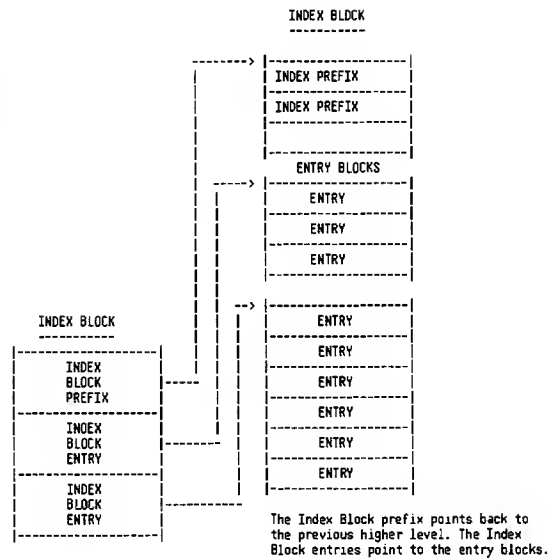 INDEX BLOCK
INDEX PREFIX
INDEX PREFIX
ENTRY BLOCKS
ENTRY
ENTRY
ENTRY
INDEX BLOCK
INDEX
BLOCK
PREFIX
INDEX
BLOCK
ENTRY
INDEX
BLOCK
ENTRY
ENTRY
ENTRY
ENTRY
ENTRY
ENTRY
ENTRY
The Index Block prefix points back to
the previous higher level. The Index
Block entries point to the entry blocks.